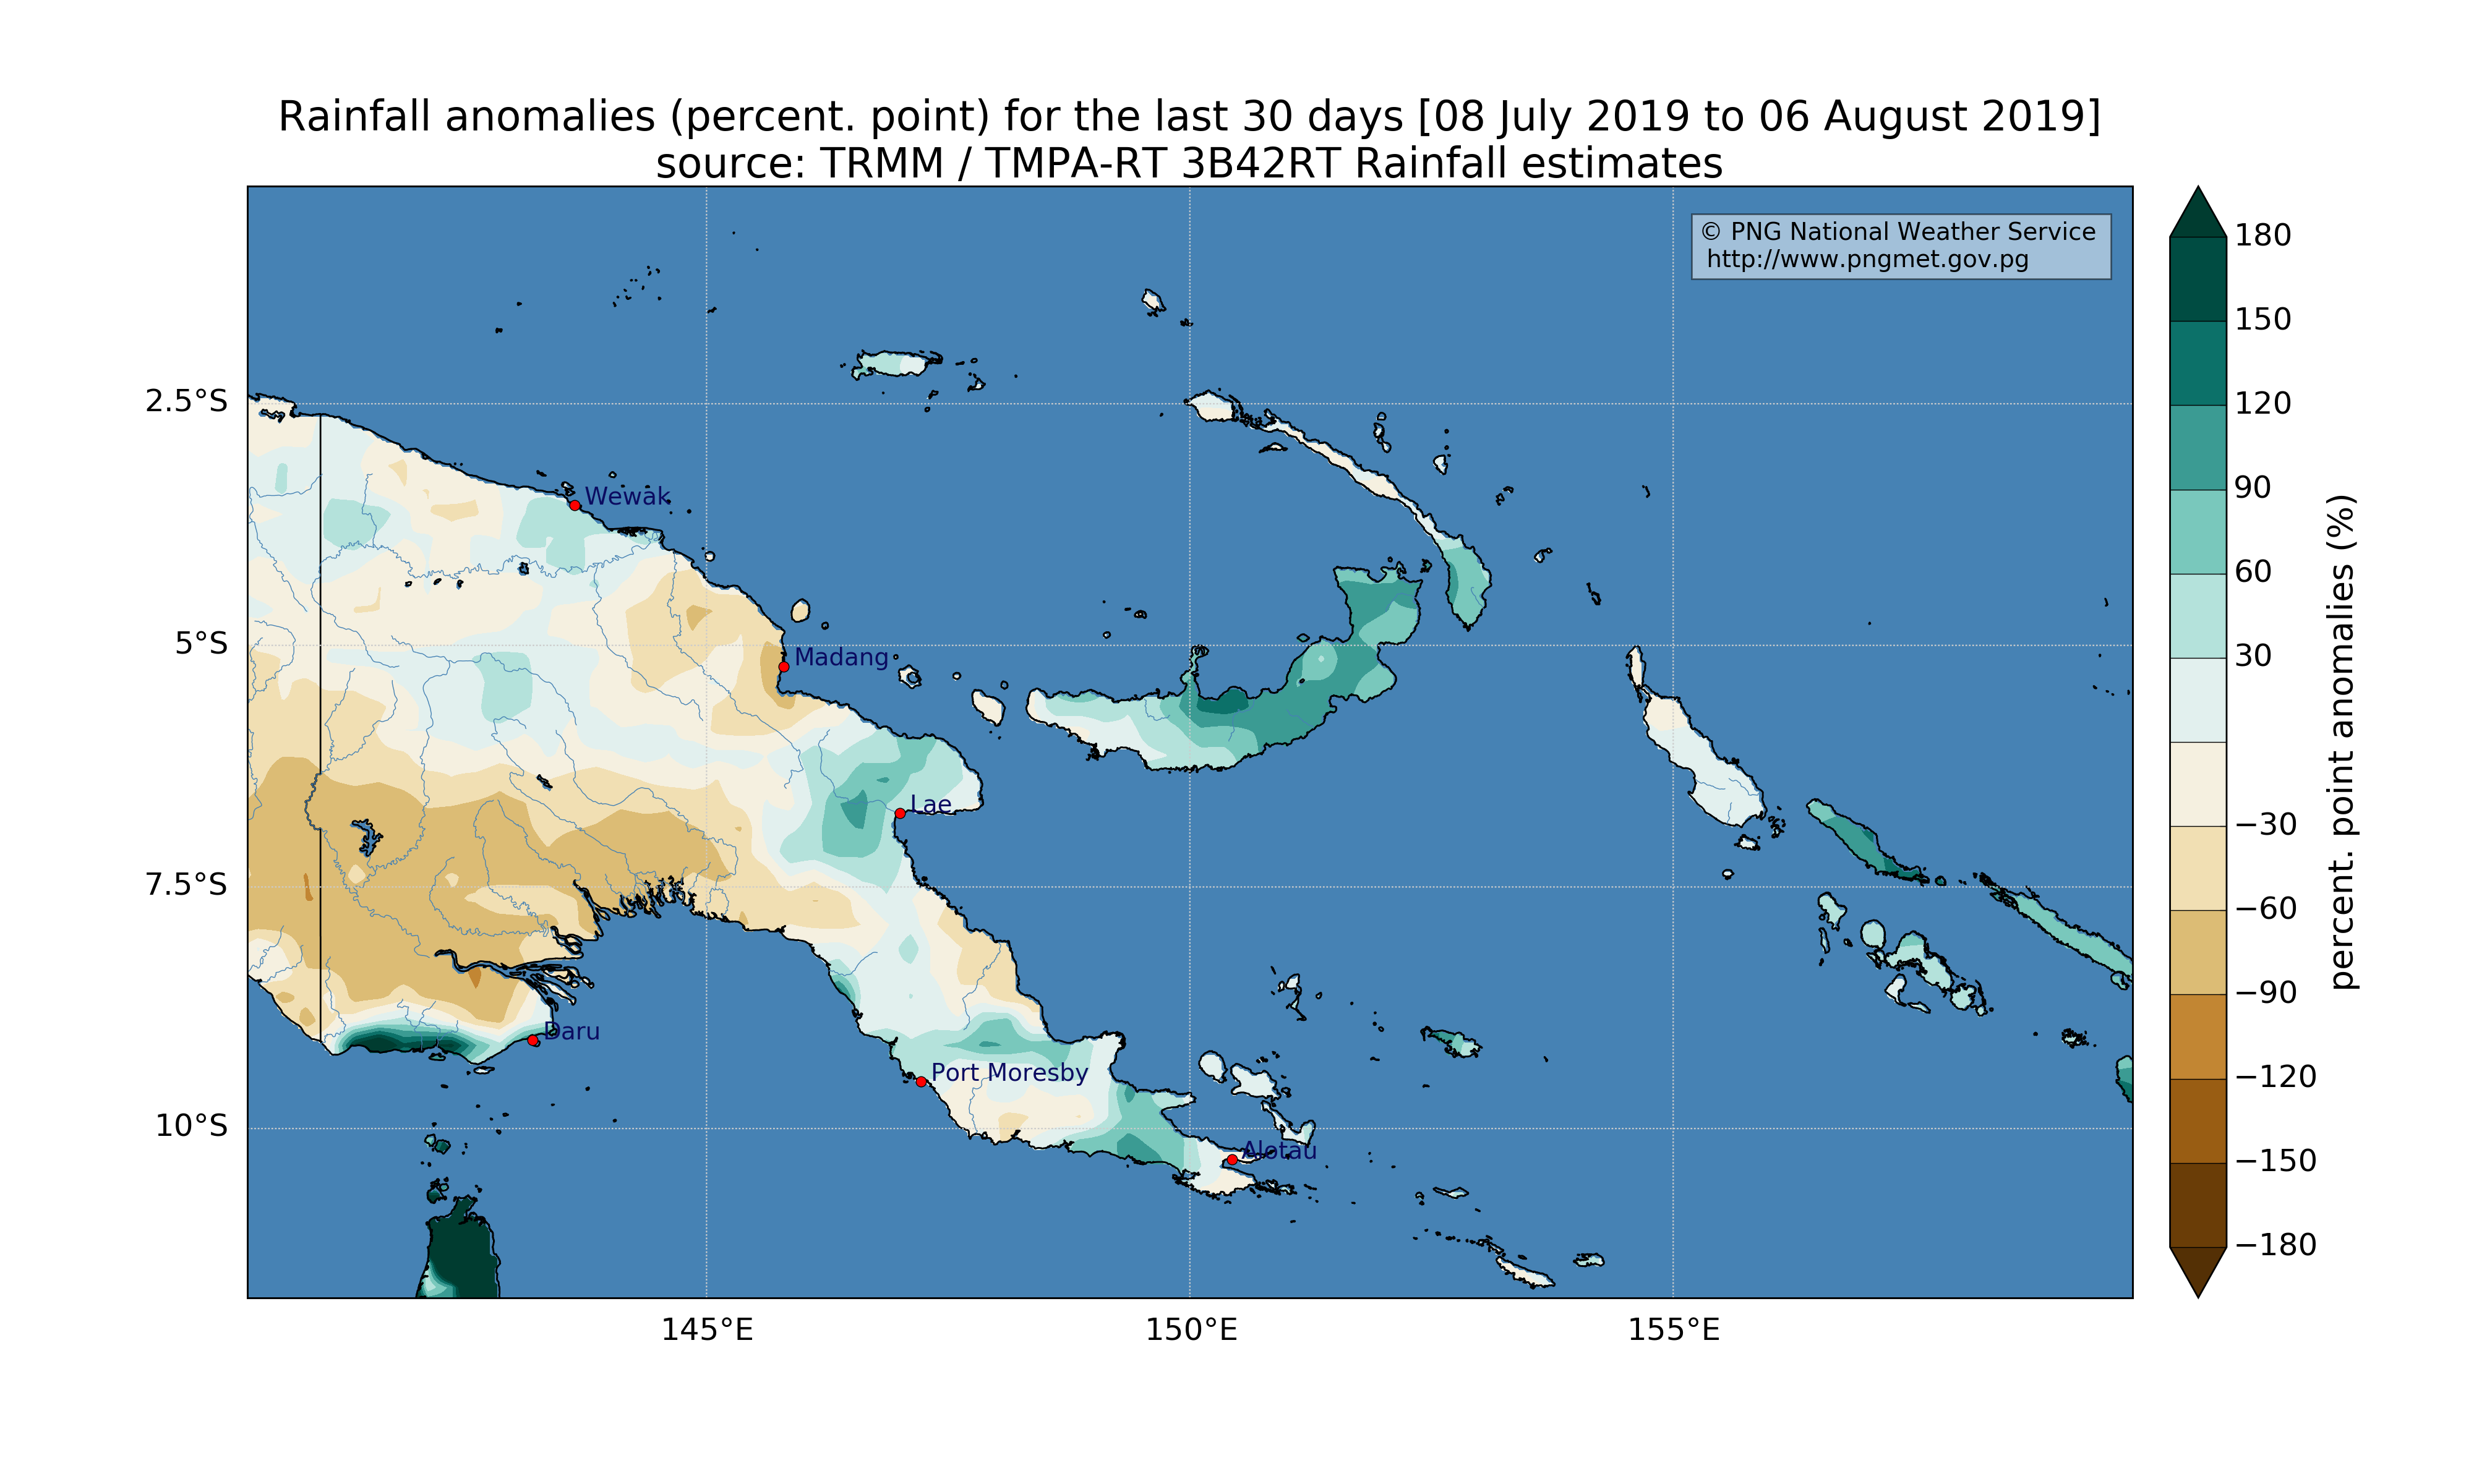 Rainfall anomalies (percent. point) for the last 30 days [08 July 2019 to 06 August 2019]
source: TRMM / TMPA-RT 3B42RT Rainfall estimates
© PNG National Weather Service
http://www.pngmet.gov.pg
2.5°S
5°S
7.5°S
10°S
Wewak
Madang
Lae
Daru
Port Moresby
Alotau
145°E
150°E
155°E
180
150
120
90
60
30
−30
−60
−90
−120
−150
−180
percent. point anomalies (%)